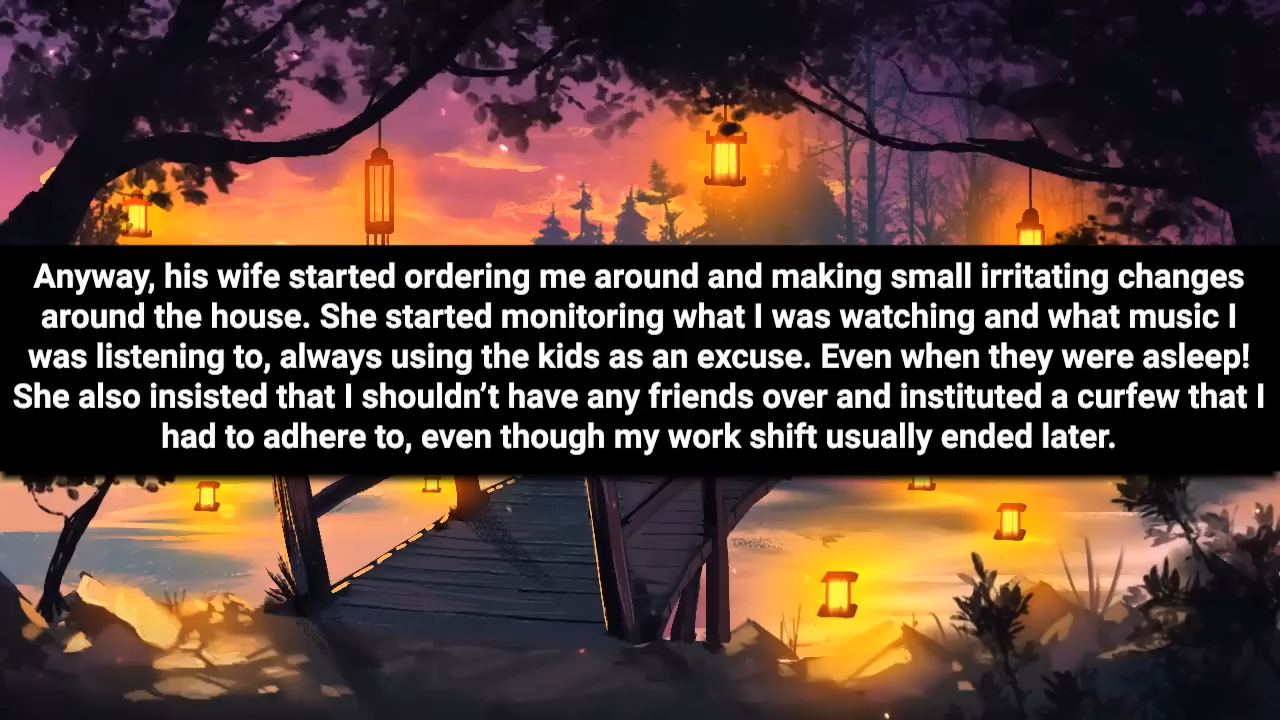 Anyway, his wife started ordering me around and making small irritating changes
around the house. She started monitoring what I was watching and what music I
was listening to, always using the kids as an excuse. Even when they were asleep!
She also insisted that I shouldn’t have any friends over and instituted a curfew that I
had to adhere to, even though my work shift usually ended later.